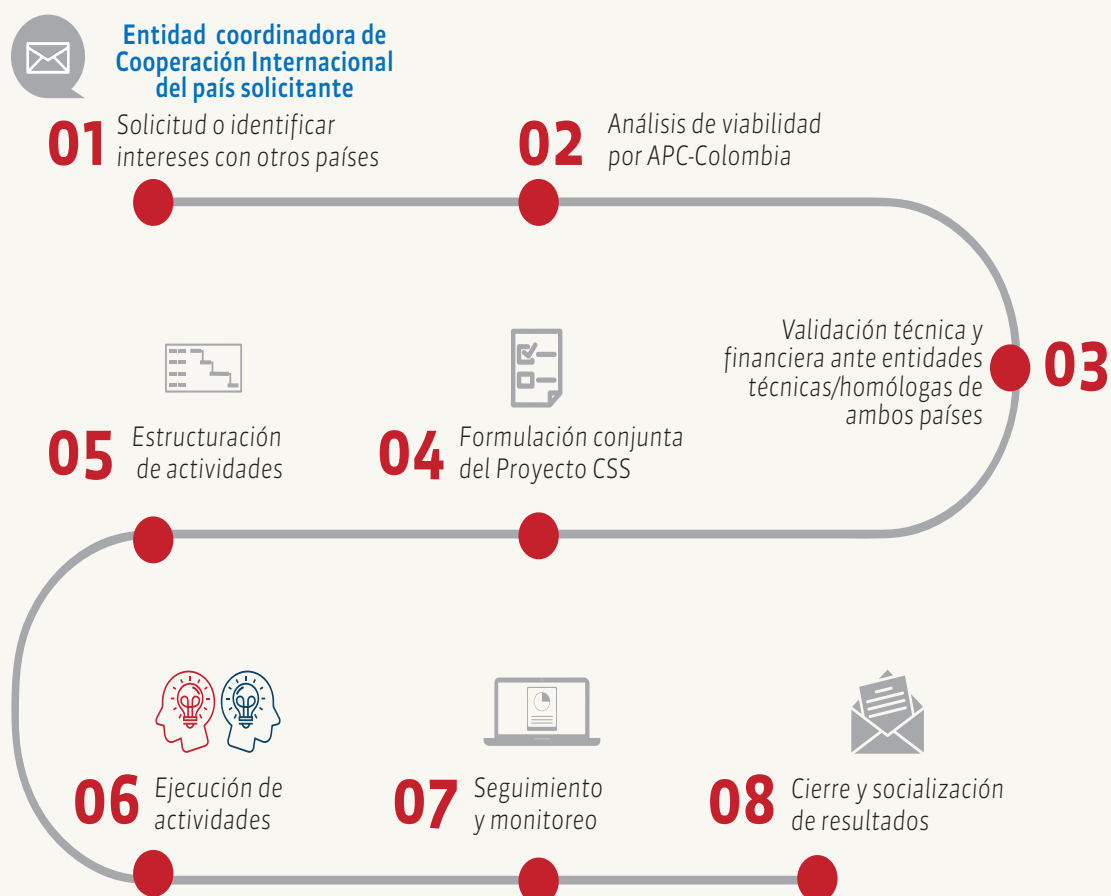 Entidad coordinadora de
Cooperación Internacional
del país solicitante
01 Solicitud o identificar
intereses con otros países
02 Análisis de viabilidad
por APC-Colombia
Validación técnica y
financiera ante entidades
técnicas/homólogas de
ambos países
03
05 Estructuración
de actividades
04 Formulación conjunta
del Proyecto CSS
06 Ejecución de
actividades
07 Seguimiento
y monitoreo
08 Cierre y socialización
de resultados